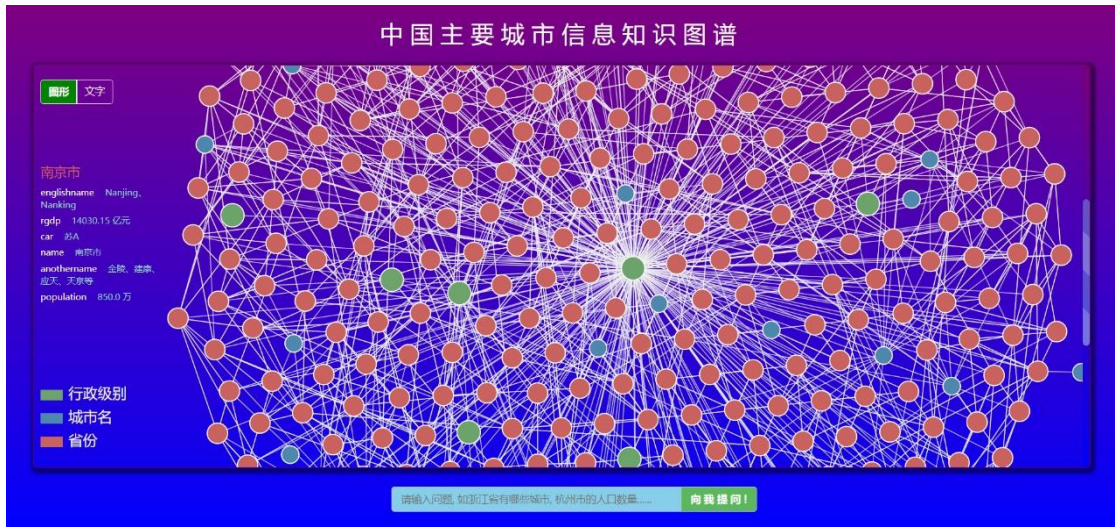 中国主要城市信息知识图谱
图形 文字
南京市
englishname Nanjing、
Nanking
rgdp 14030.15 亿元
car 苏A
name 南京市
anothername 金陵、建康、
应天、天京等
population 850.0 万
行政级别
城市名
省份
请输入问题, 如浙江省有哪些城市, 杭州市的人口数量...... 向我提问!